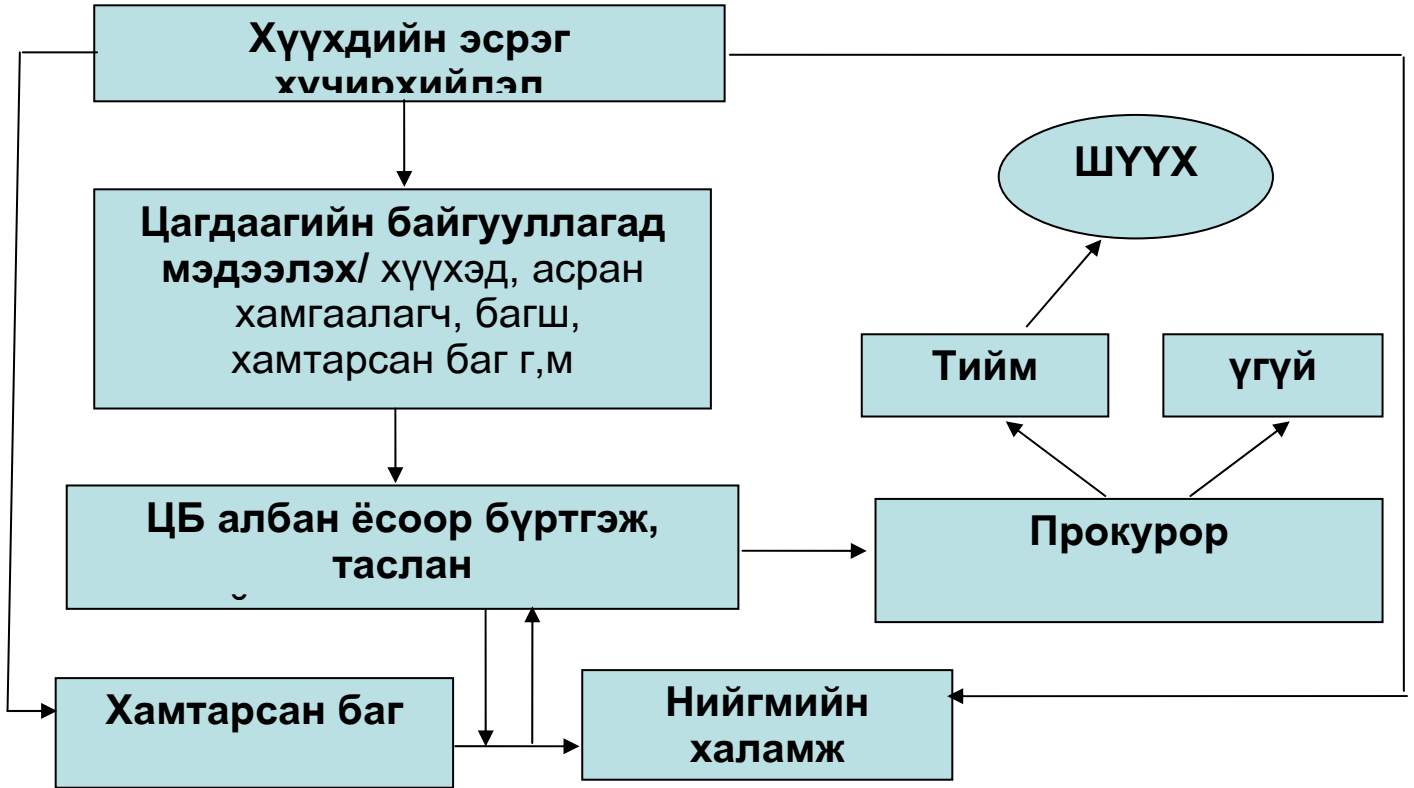 Хүүхдийн эсрэг
хүчирхийлэл
ШҮҮХ
Цагдаагийн байгууллагад
мэдээлэх/ хүүхэд, асран
хамгаалагч, багш,
хамтарсан баг г,м
Тийм
үгүй
ЦБ албан ёсоор бүртгэж,
таслан
Прокурор
Хамтарсан баг
Нийгмийн
халамж